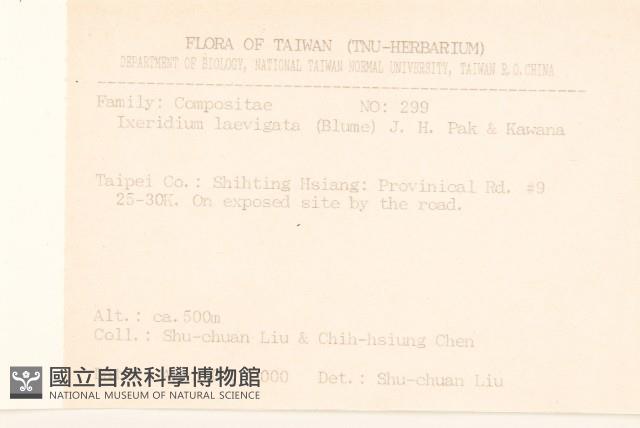 FLORA OF TAIWAN (TNU-HERBARIUM)
DEPARTMENT OF BIOLOGY, NATIONAL TAIWAN NORMAL UNIVERSITY, TAIWAN R.O.CHINA
Family: Compositae NO: 299
Ixeridium laevigata (Blume) J. H. Pak & Kawana
Taipei Co.: Shihting Hsiang: Provinical Rd. #9
25-30K. On exposed site by the road.
Alt.: ca.500m
Coll.: Shu-chuan Liu & Chih-hsiung Chen
000 Det.: Shu-chuan Liu
國立自然科學博物館
NATIONAL MUSEUM OF NATURAL SCIENCE